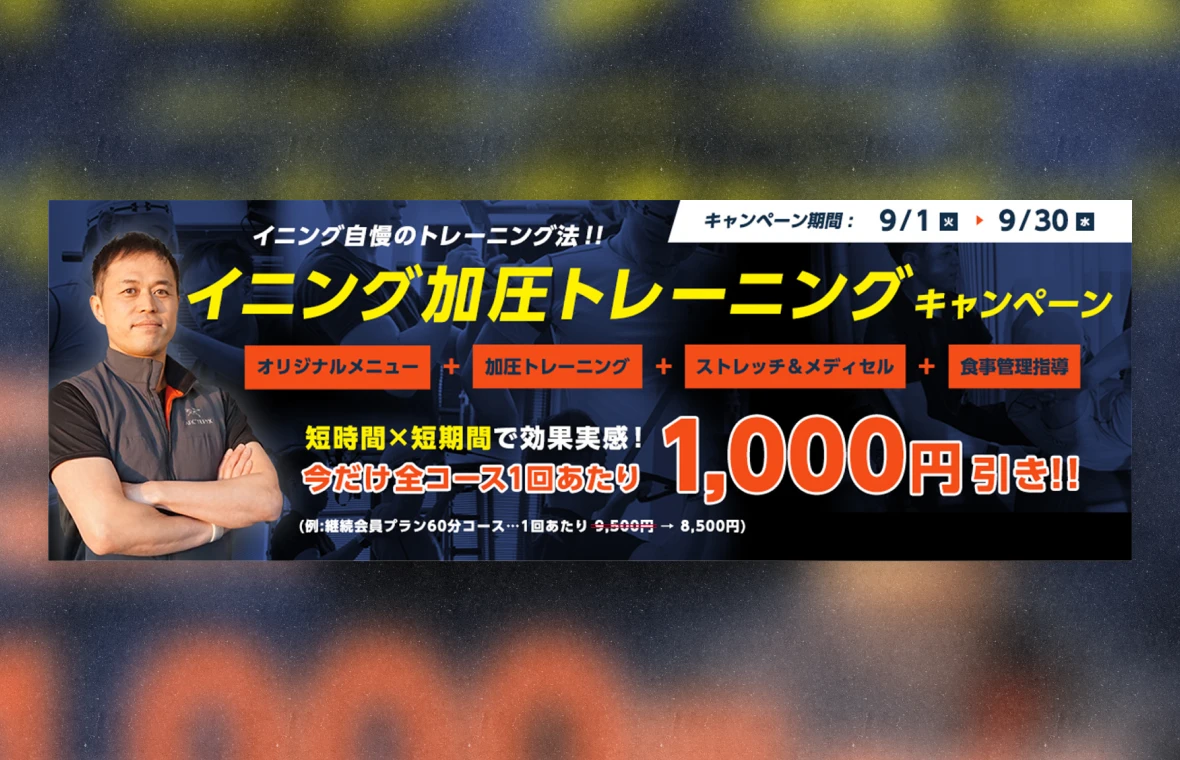 キャンペーン期間： 9/1 火 ▶ 9/30 水
イニング自慢のトレーニング法!!
イニング加圧トレーニングキャンペーン
オリジナルメニュー + 加圧トレーニング + ストレッチ&メディセル + 食事管理指導
短時間×短期間で効果実感！
今だけ全コース1回あたり 1,000円引き!!
(例:継続会員プラン60分コース…1回あたり 9,500円 → 8,500円)